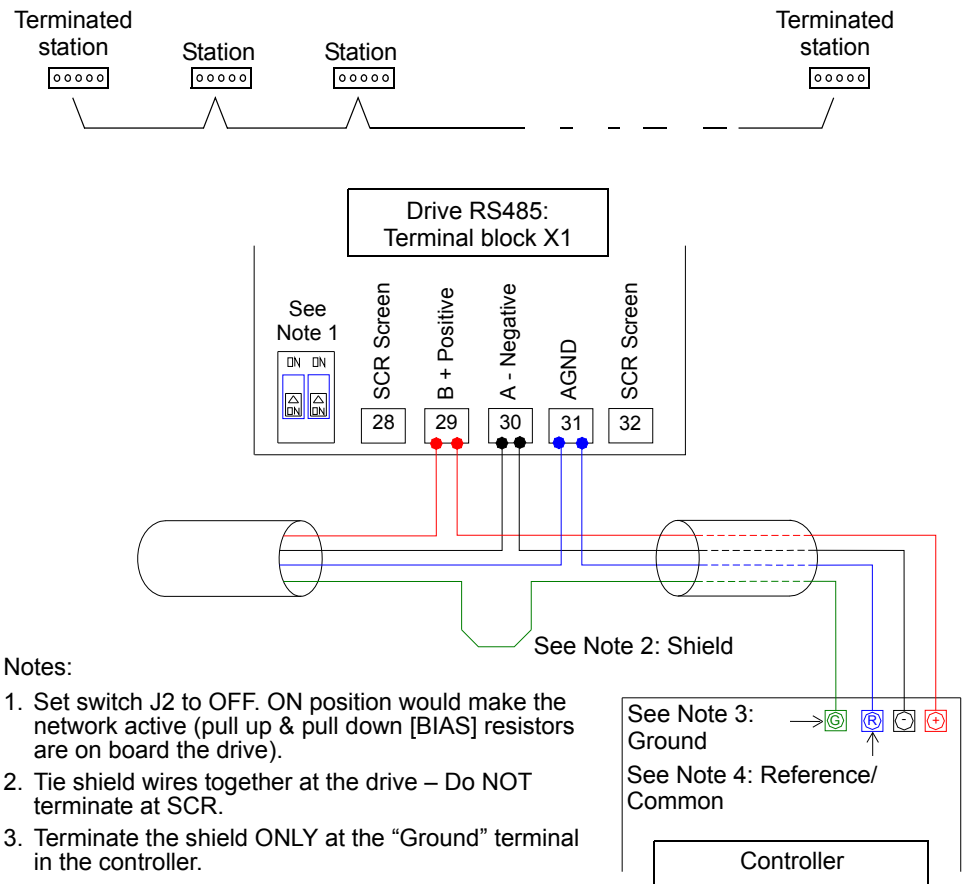 Terminated
station
Station
Station
Terminated
station
Drive RS485:
Terminal block X1
See
Note 1
ON ON
ON ON
SCR Screen
B + Positive
A - Negative
AGND
SCR Screen
28
29
30
31
32
See Note 2: Shield
Notes:
1. Set switch J2 to OFF. ON position would make the
network active (pull up & pull down [BIAS] resistors
are on board the drive).
2. Tie shield wires together at the drive – Do NOT
terminate at SCR.
3. Terminate the shield ONLY at the “Ground” terminal
in the controller.
See Note 3:
Ground
G R - +
See Note 4: Reference/
Common
Controller